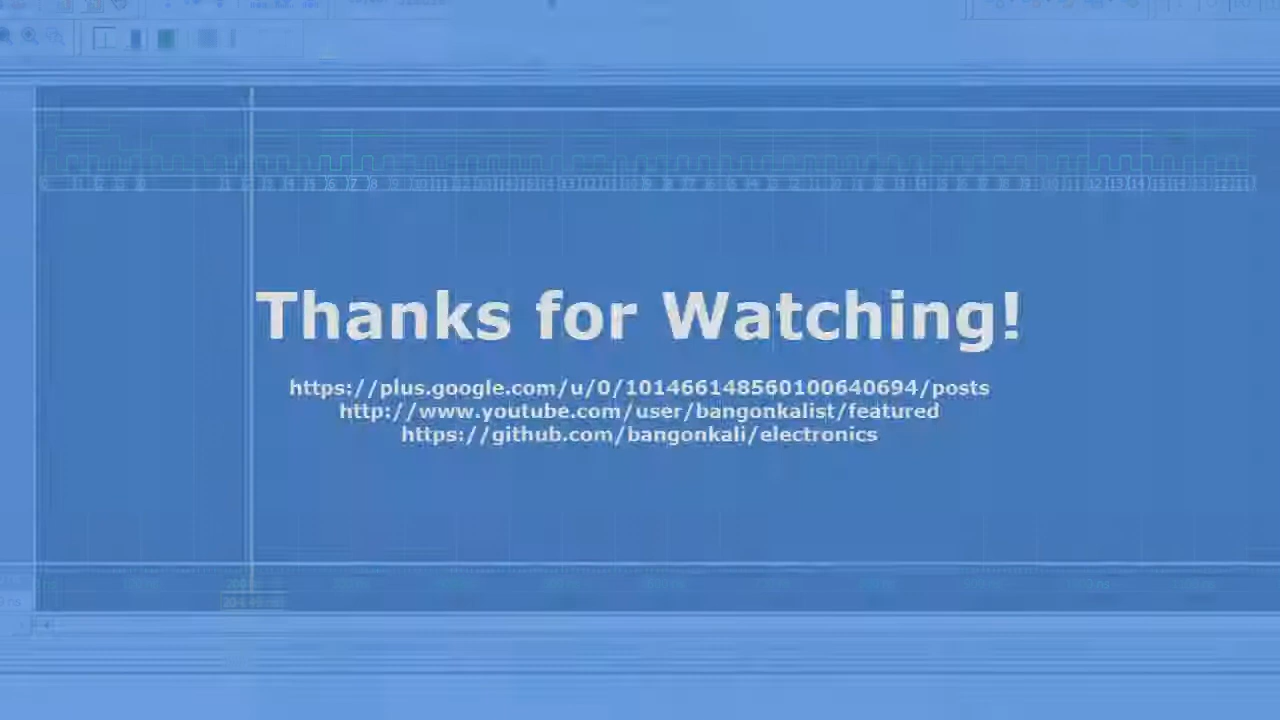 Thanks for Watching!
https://plus.google.com/u/0/101466148560100640694/posts
http://www.youtube.com/user/bangonkalist/featured
https://github.com/bangonkali/electronics